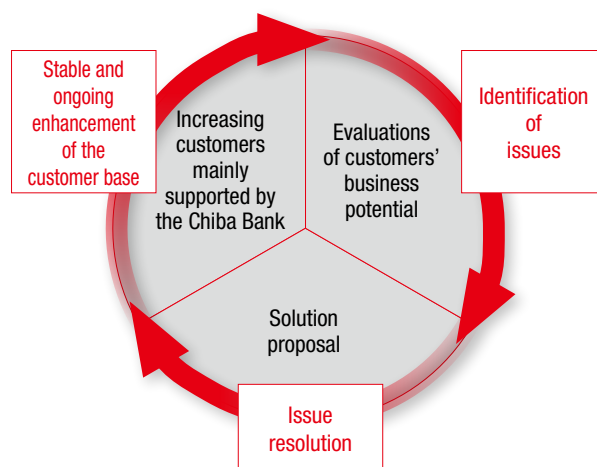 Stable and
ongoing
enhancement
of the
customer base
Increasing
customers
mainly
supported by
the Chiba Bank
Evaluations
of customers’
business
potential
Identification
of
issues
Solution
proposal
Issue
resolution